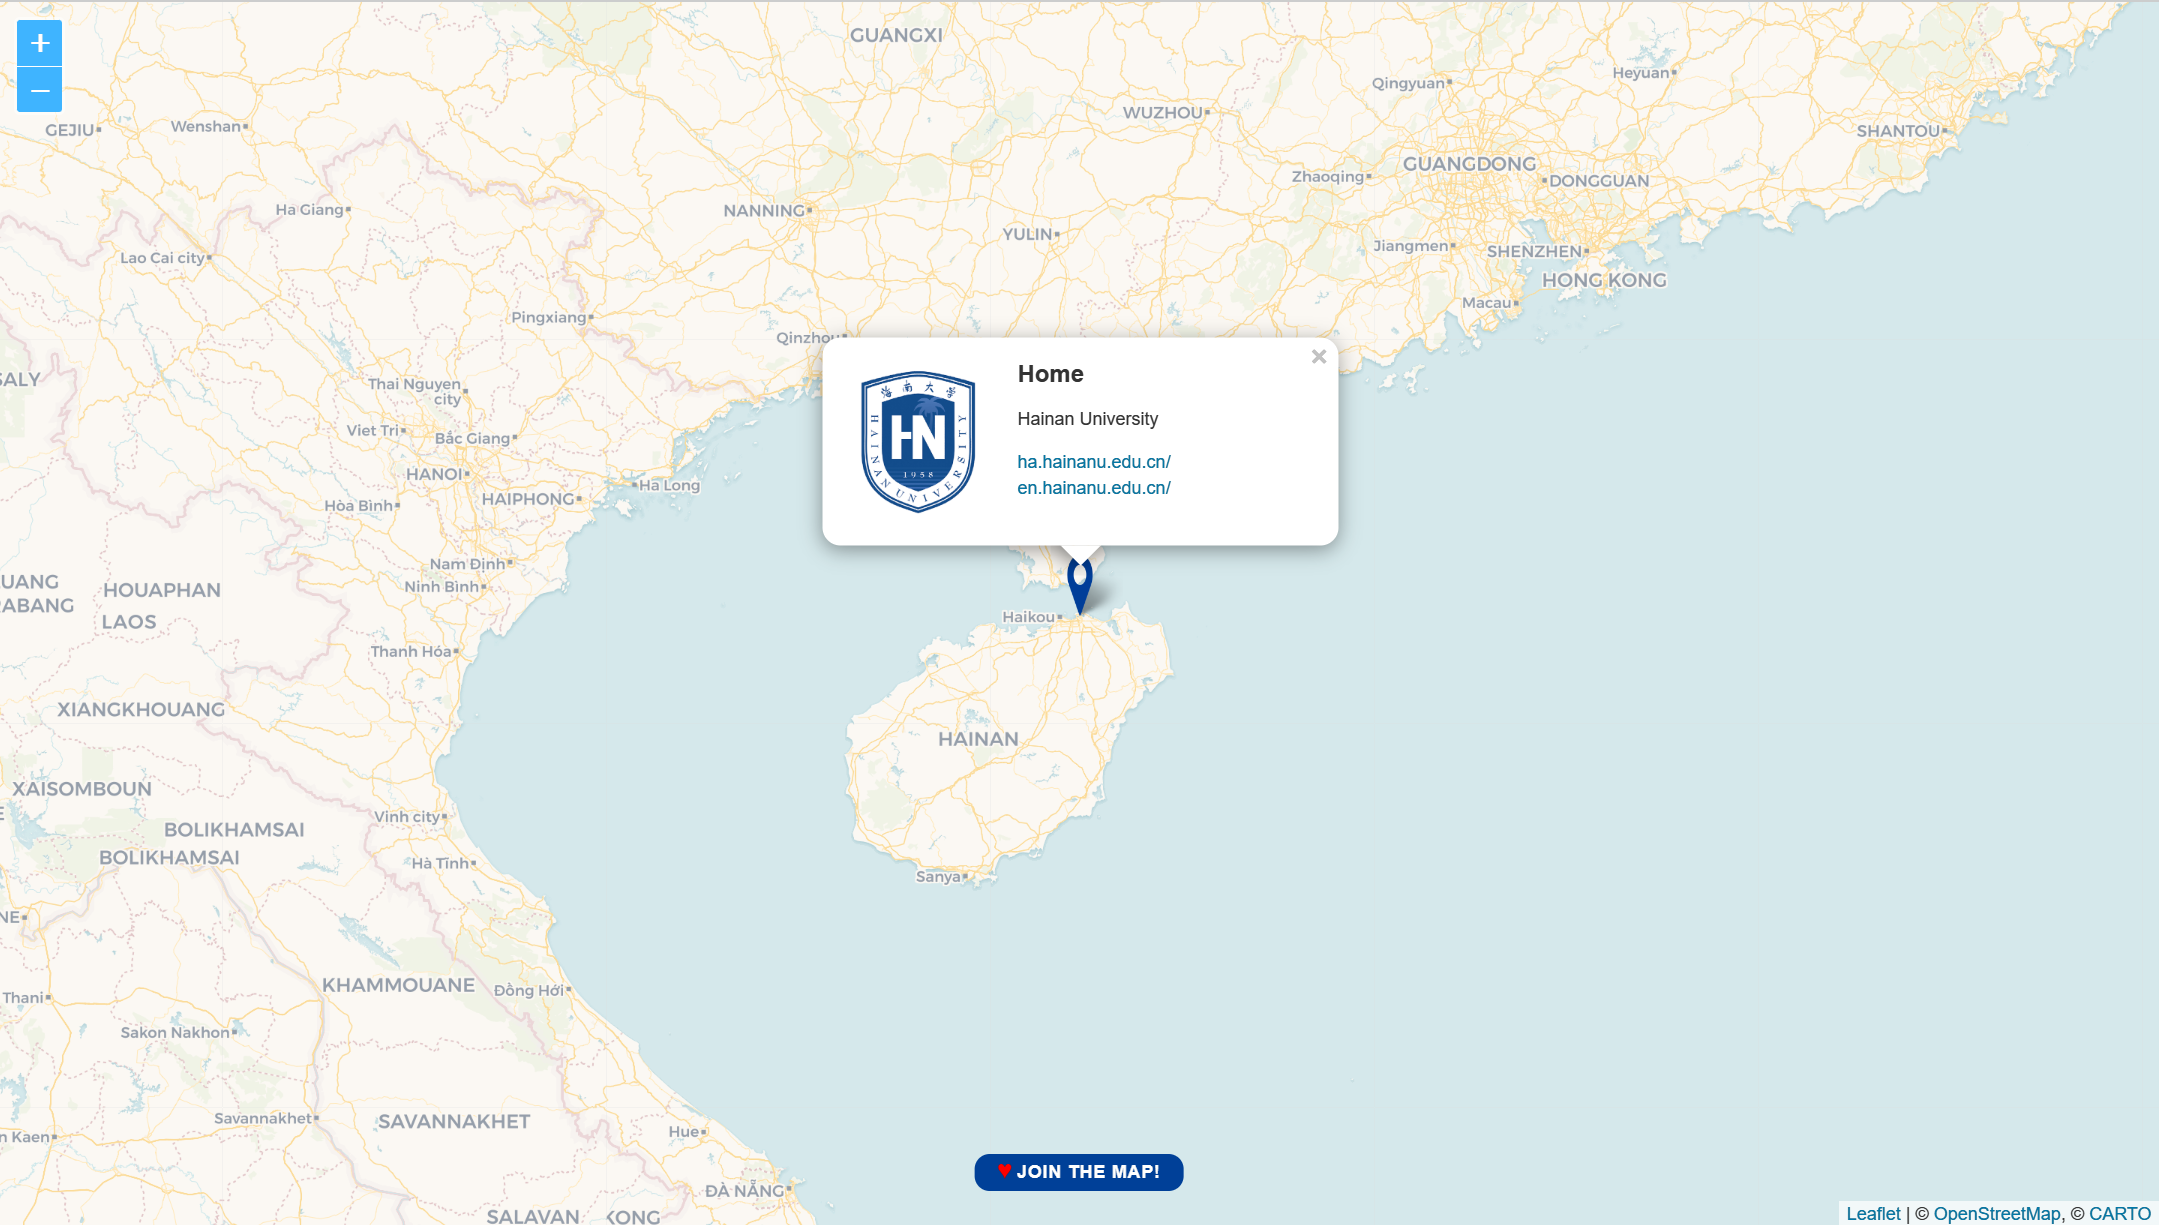 +
−
GUANGXI
Qingyuan
Heyuan
WUZHOU
GEJIU
Wenshan
SHANTOU
GUANGDONG
Zhaoqing
DONGGUAN
Ha Giang
NANNING
YULIN
Jiangmen
SHENZHEN
Lao Cai city
HONG KONG
Macau
Pingxiang
Qinzhou
×
Home
Hainan University
ha.hainanu.edu.cn/
en.hainanu.edu.cn/
海南大学
HN
1958
HAINAN UNIVERSITY
SALY
Thai Nguyen
city
Viet Tri
Bắc Giang
HANOI
Ha Long
HAIPHONG
Hòa Bình
Nam Định
Ninh Bình
UANG
RABANG
HOUAPHAN
LAOS
Haikou
Thanh Hóa
XIANGKHOUANG
HAINAN
XAISOMBOUN
Vinh city
BOLIKHAMSAI
BOLIKHAMSAI
Hà Tĩnh
Sanya
NE
KHAMMOUANE
Đồng Hới
Thani
Sakon Nakhon
Savannakhet
SAVANNAKHET
n Kaen
Hue
♥ JOIN THE MAP!
ĐÀ NẴNG
SALAVAN
KONG
Leaflet | © OpenStreetMap, © CARTO